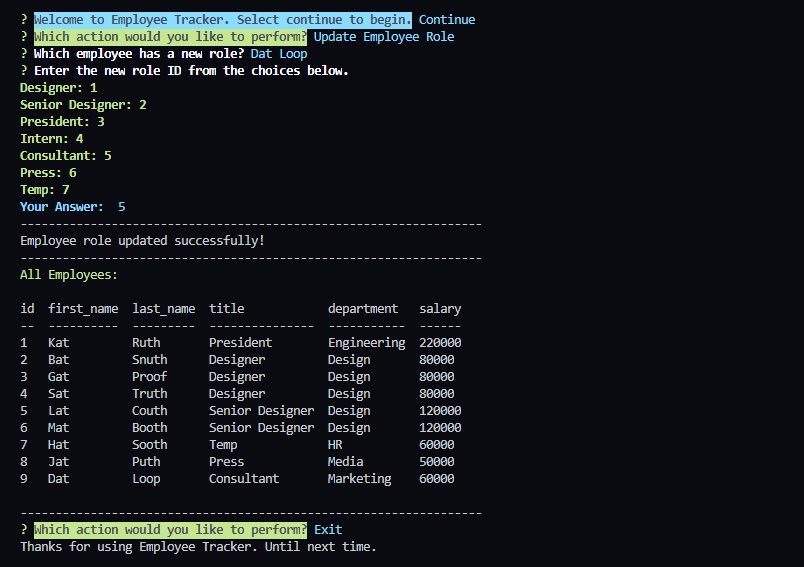 ? Welcome to Employee Tracker. Select continue to begin. Continue
? Which action would you like to perform? Update Employee Role
? Which employee has a new role? Dat Loop
? Enter the new role ID from the choices below.
Designer: 1
Senior Designer: 2
President: 3
Intern: 4
Consultant: 5
Press: 6
Temp: 7
Your Answer:  5
------------------------------------------------------------------
Employee role updated successfully!
------------------------------------------------------------------
All Employees:
id  first_name  last_name  title            department   salary
--  ----------  ---------  ---------------  -----------  ------
1   Kat         Ruth       President        Engineering  220000
2   Bat         Snuth      Designer         Design       80000
3   Gat         Proof      Designer         Design       80000
4   Sat         Truth      Designer         Design       80000
5   Lat         Couth      Senior Designer  Design       120000
6   Mat         Booth      Senior Designer  Design       120000
7   Hat         Sooth      Temp             HR           60000
8   Jat         Puth       Press            Media        50000
9   Dat         Loop       Consultant       Marketing    60000
------------------------------------------------------------------
? Which action would you like to perform? Exit
Thanks for using Employee Tracker. Until next time.